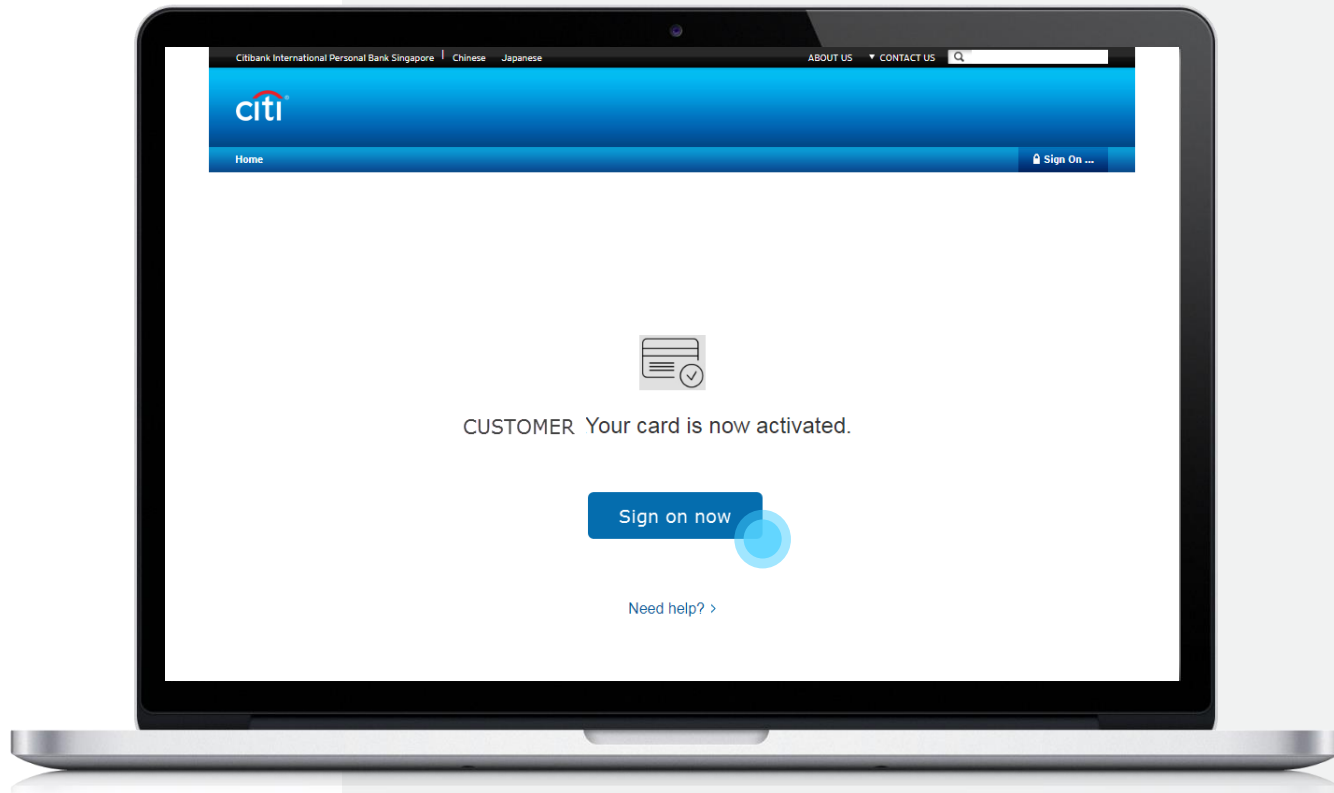 Citibank International Personal Bank Singapore | Chinese Japanese ABOUT US ▼ CONTACT US
citi®
Home Sign On ...
CUSTOMER Your card is now activated.
Sign on now
Need help? >